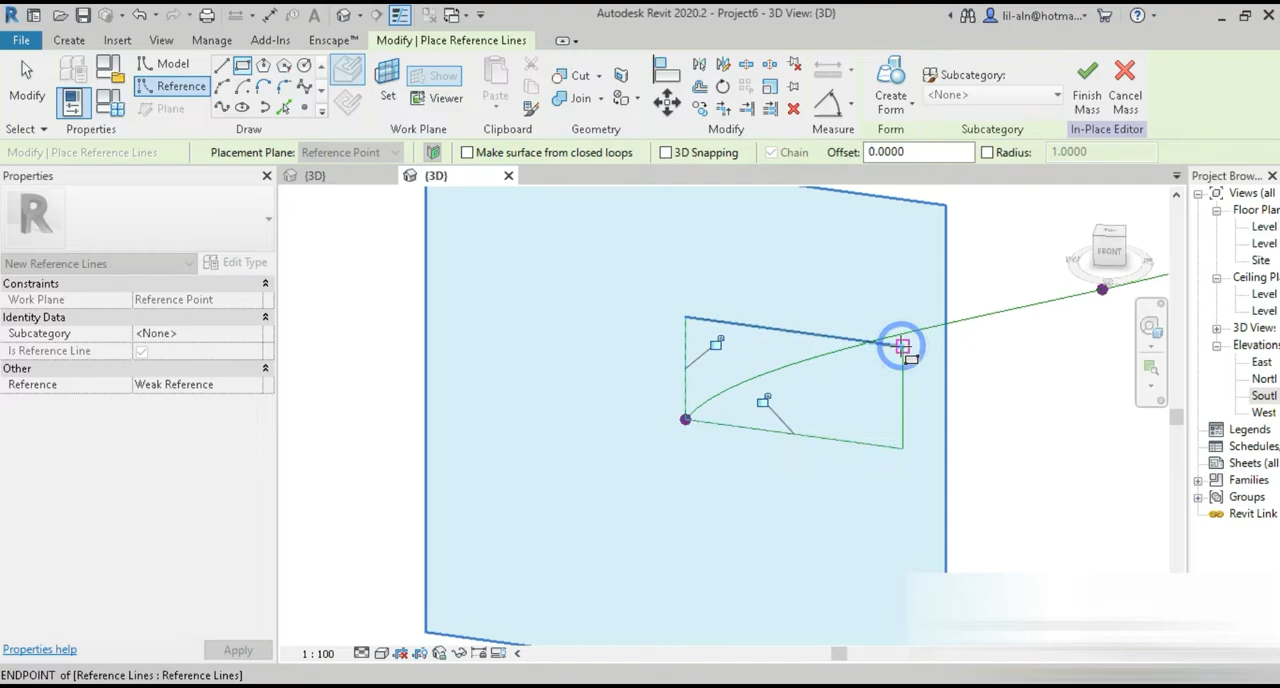 Autodesk Revit 2020.2 - Project6 - 3D View: {3D}
lil-aln@hotma...
File Create Insert View Manage Add-Ins Enscape™ Modify | Place Reference Lines
Model
Reference
Plane
Modify
Set
Show
Viewer
Paste
Cut
Join
Create Form
Subcategory:
<None>
Finish Mass
Cancel Mass
Select Properties Draw Work Plane Clipboard Geometry Modify Measure Form Subcategory In-Place Editor
Modify | Place Reference Lines Placement Plane: Reference Point Make surface from closed loops 3D Snapping Chain Offset: 0.0000 Radius: 1.0000
Properties
{3D}
{3D}
Project Brow...
New Reference Lines Edit Type
Constraints
Work Plane Reference Point
Identity Data
Subcategory <None>
Is Reference Line
Other
Reference Weak Reference
FRONT
Views (all
Floor Plan
Level
Level
Site
Ceiling Pl
Level
Level
3D View:
Elevations
East
North
South
West
Legends
Schedules,
Sheets (all
Families
Groups
Revit Link
Properties help
Apply
1 : 100
ENDPOINT of [Reference Lines : Reference Lines]